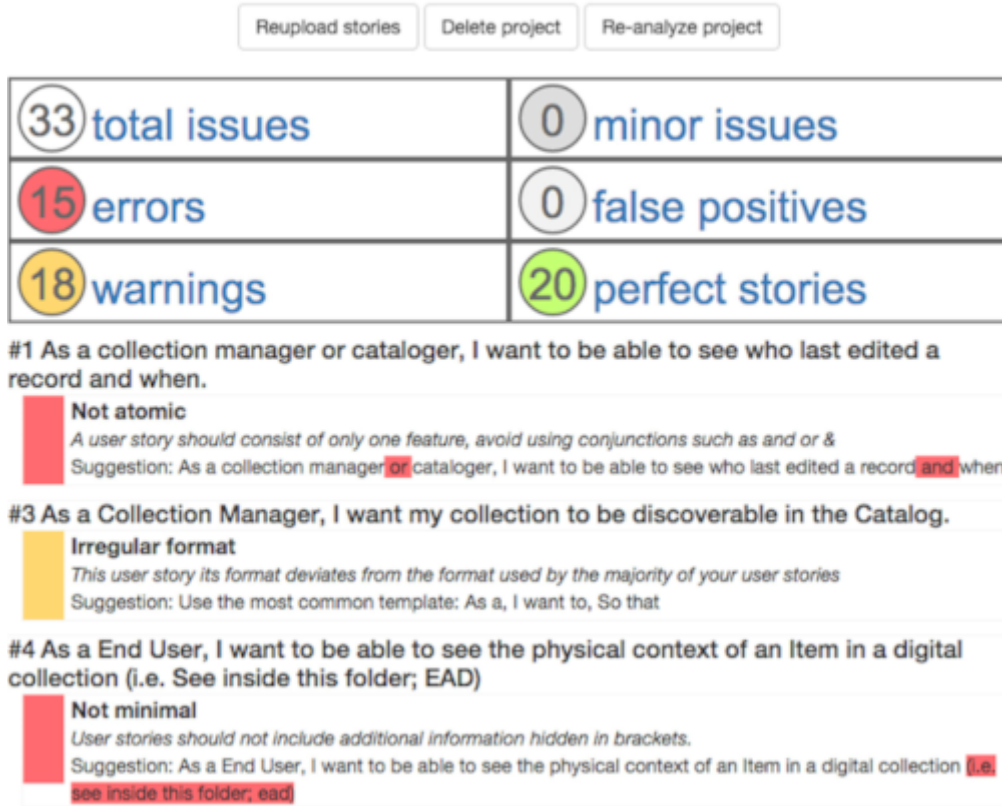 Reupload stories Delete project Re-analyze project
33 total issues 0 minor issues
15 errors 0 false positives
18 warnings 20 perfect stories
#1 As a collection manager or cataloger, I want to be able to see who last edited a
record and when.
Not atomic
A user story should consist of only one feature, avoid using conjunctions such as and or &
Suggestion: As a collection manager or cataloger, I want to be able to see who last edited a record and when
#3 As a Collection Manager, I want my collection to be discoverable in the Catalog.
Irregular format
This user story its format deviates from the format used by the majority of your user stories
Suggestion: Use the most common template: As a, I want to, So that
#4 As a End User, I want to be able to see the physical context of an Item in a digital
collection (i.e. See inside this folder; EAD)
Not minimal
User stories should not include additional information hidden in brackets.
Suggestion: As a End User, I want to be able to see the physical context of an Item in a digital collection (i.e.
see inside this folder; ead)